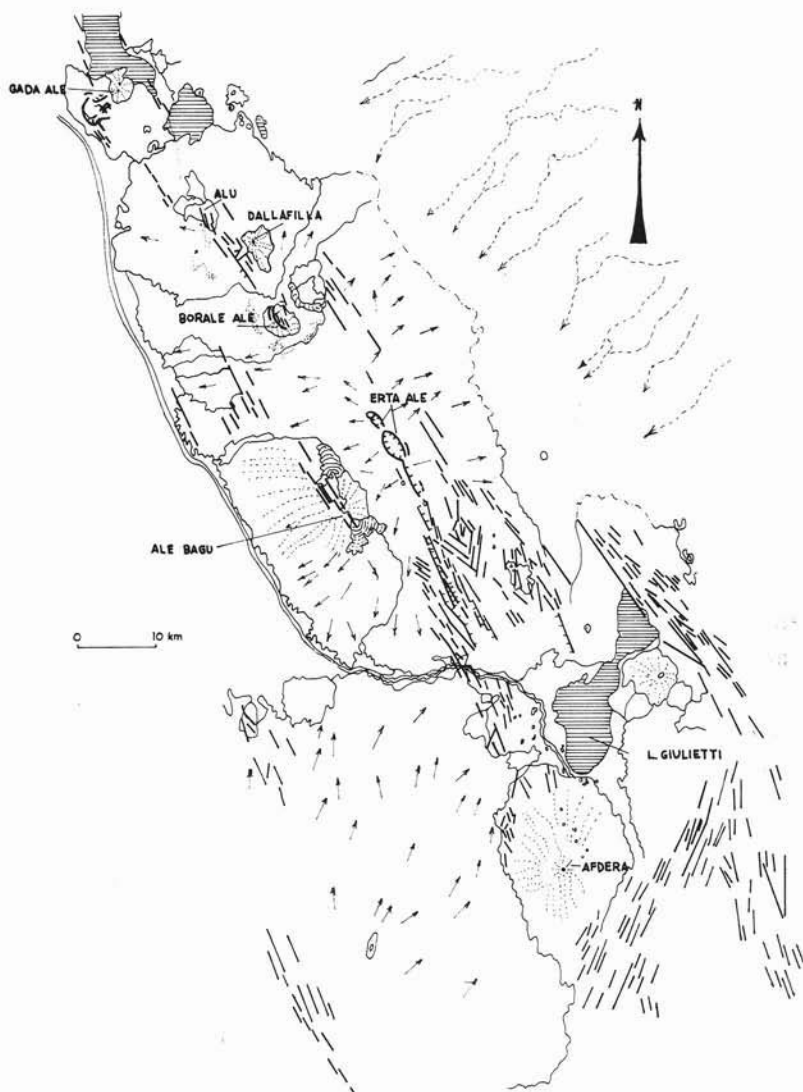 N
GADA ALE
ALU
DALLAFILLA
BORALE ALE
ERTA ALE
ALE BAGU
0 10 km
L. GIULIETTI
AFDERA